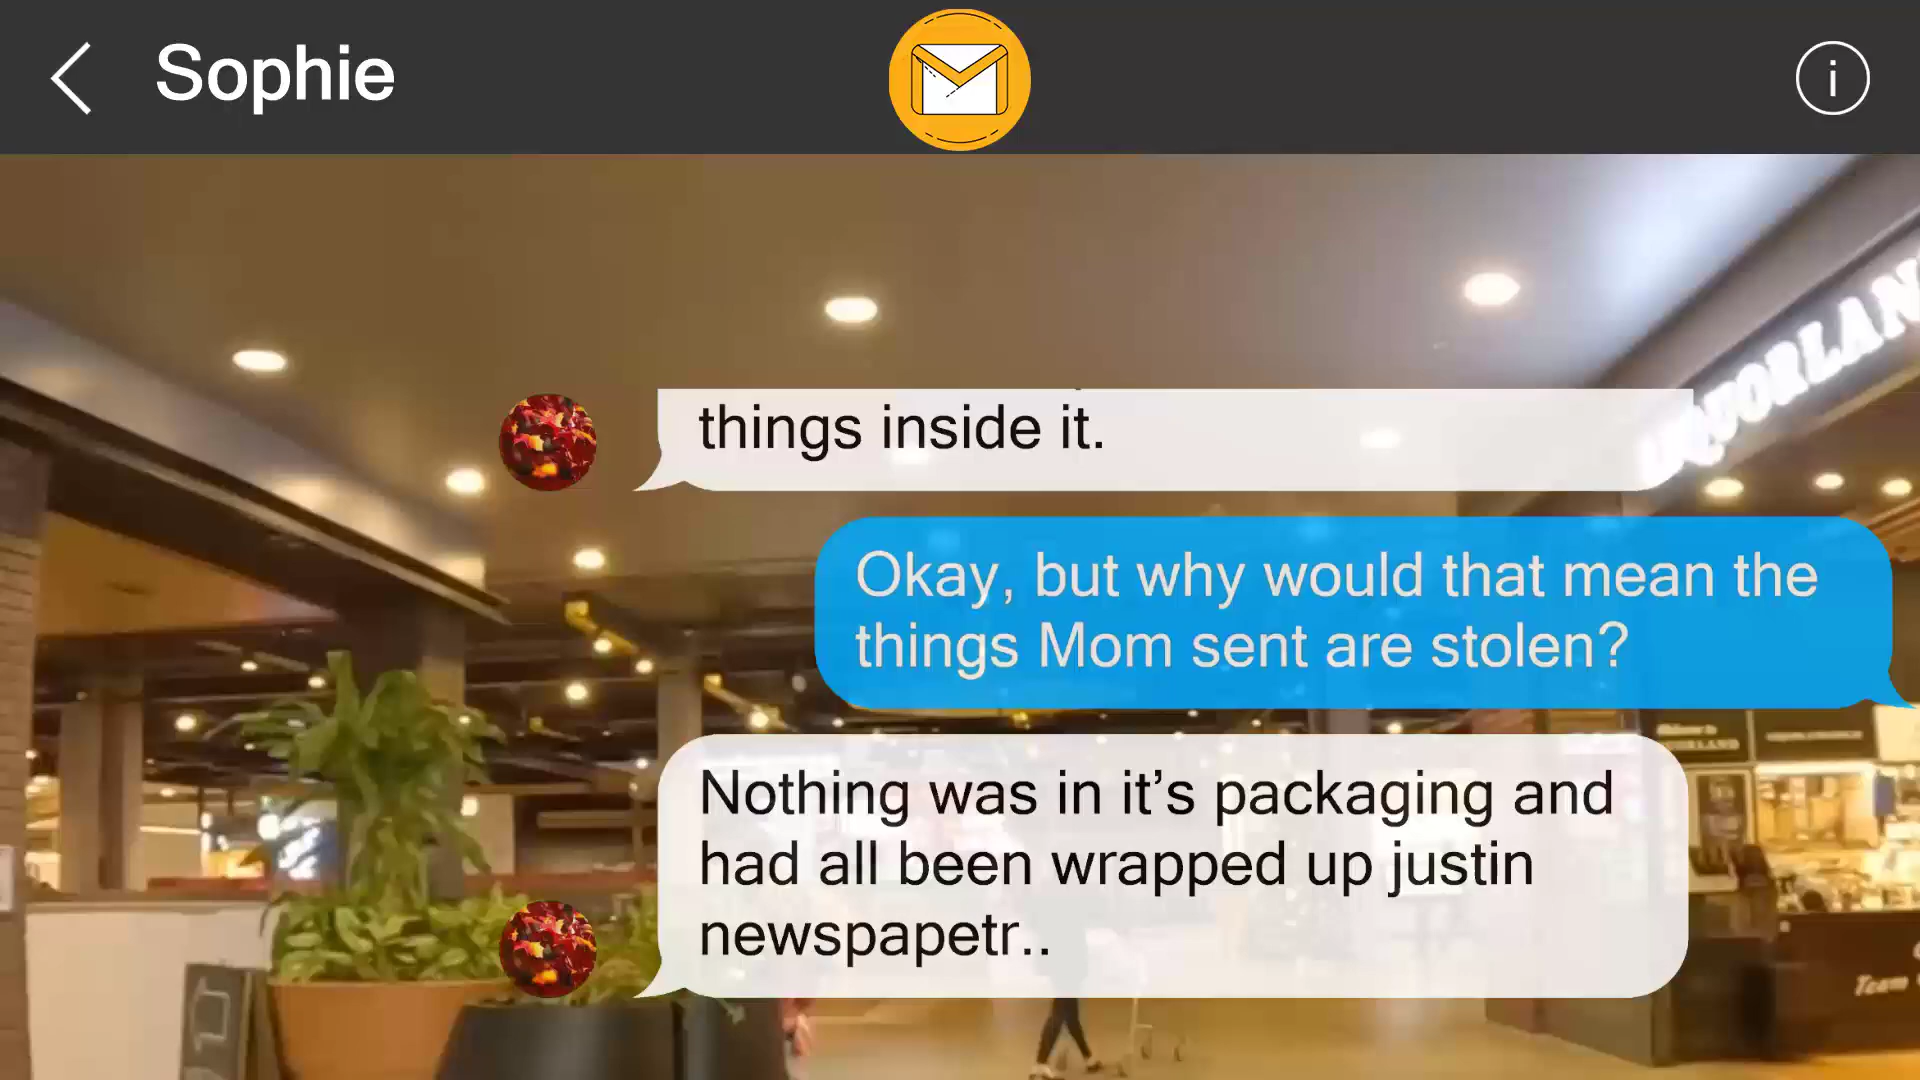 Sophie
i
things inside it.
Okay, but why would that mean the
things Mom sent are stolen?
Nothing was in it’s packaging and
had all been wrapped up justin
newspapetr..
Team